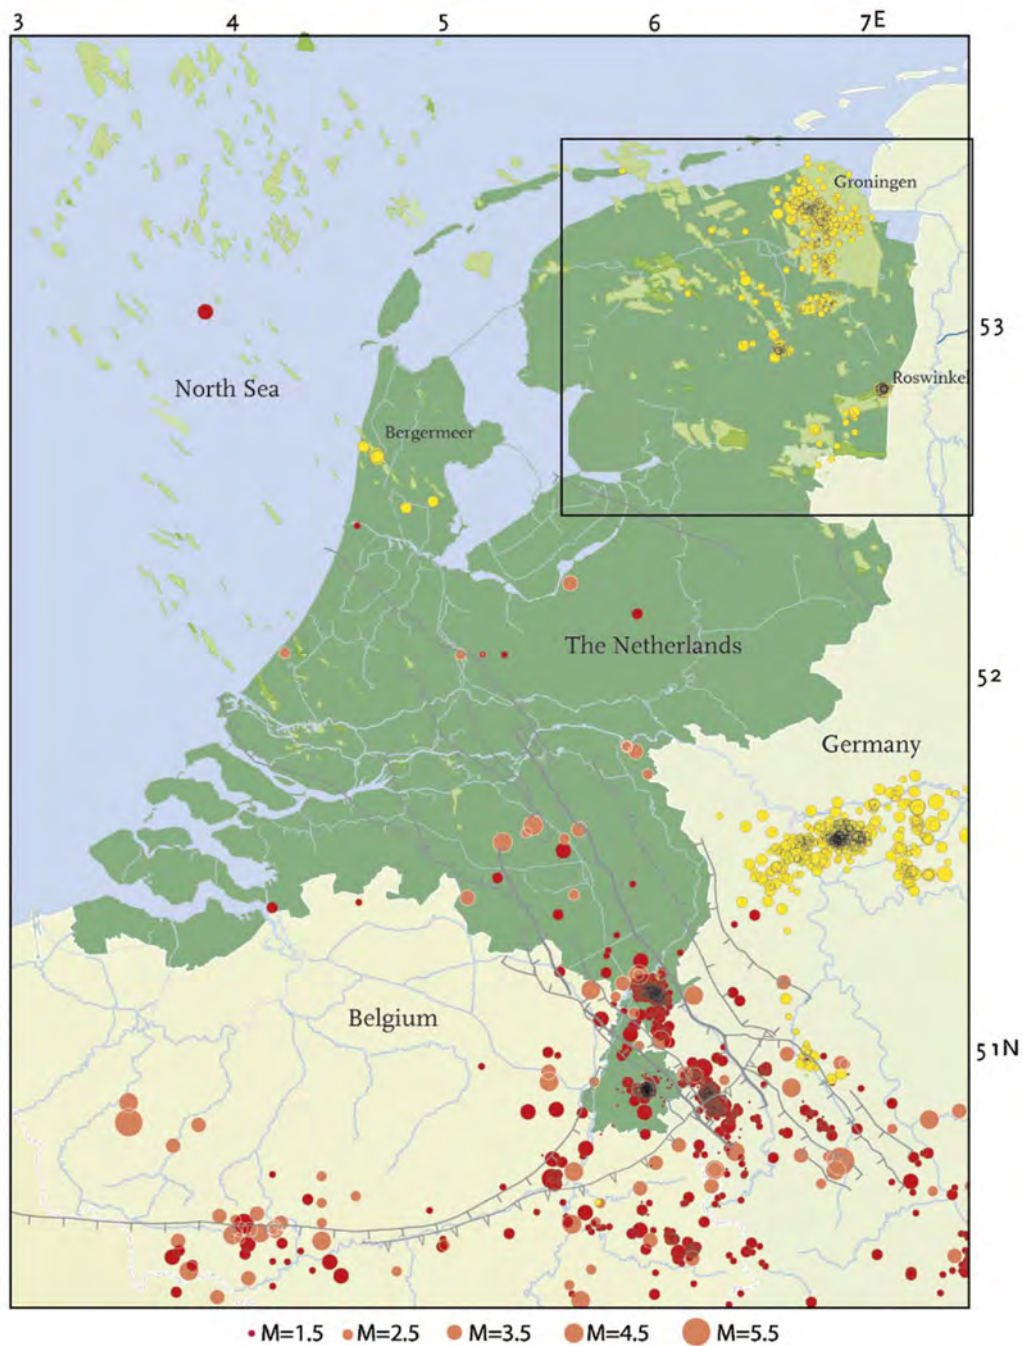 3 4 5 6 7E
Groningen
53
North Sea
Roswinkel
Bergermeer
The Netherlands
52
Germany
Belgium
51N
M=1.5 M=2.5 M=3.5 M=4.5 M=5.5